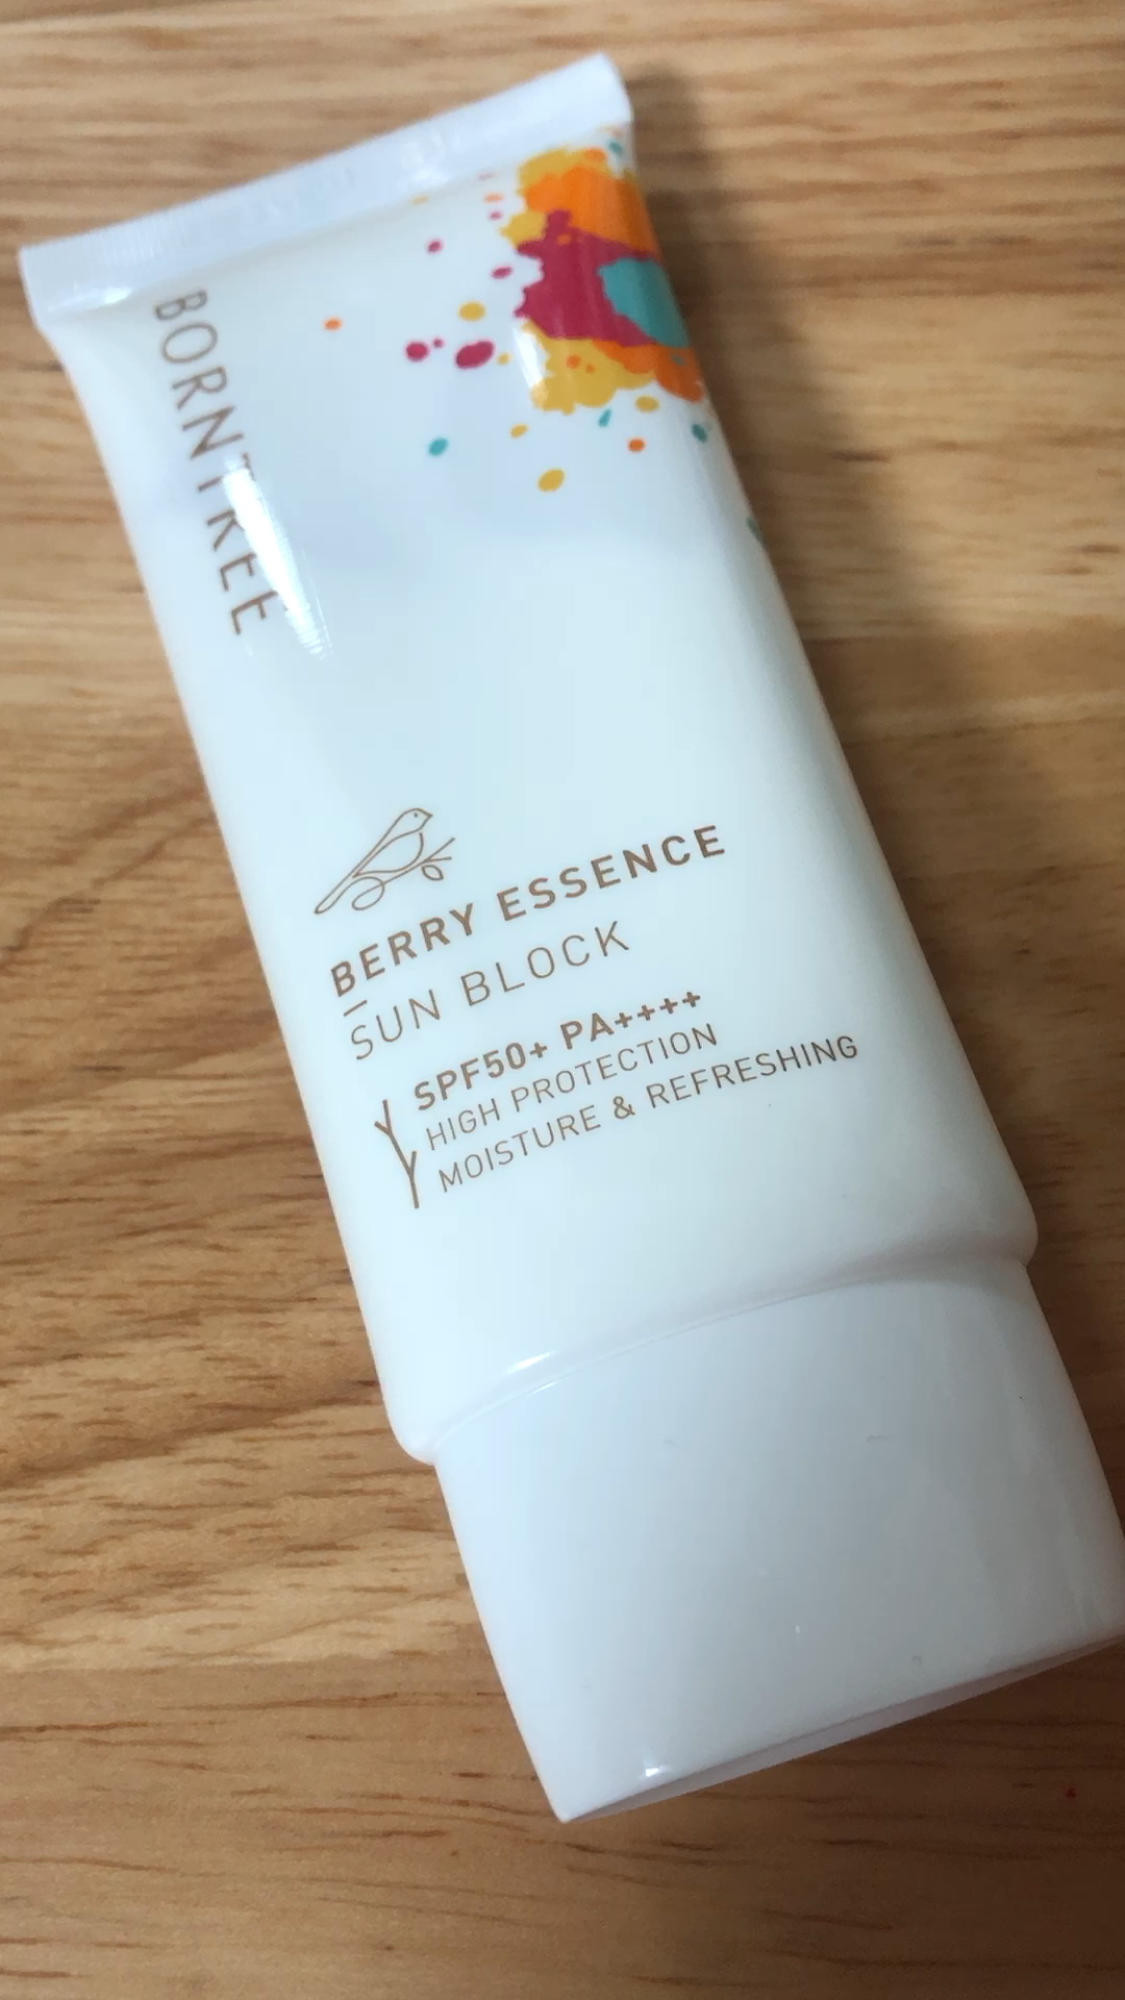 BORNTREE
BERRY ESSENCE
SUN BLOCK
SPF50+ PA++++
HIGH PROTECTION
MOISTURE & REFRESHING